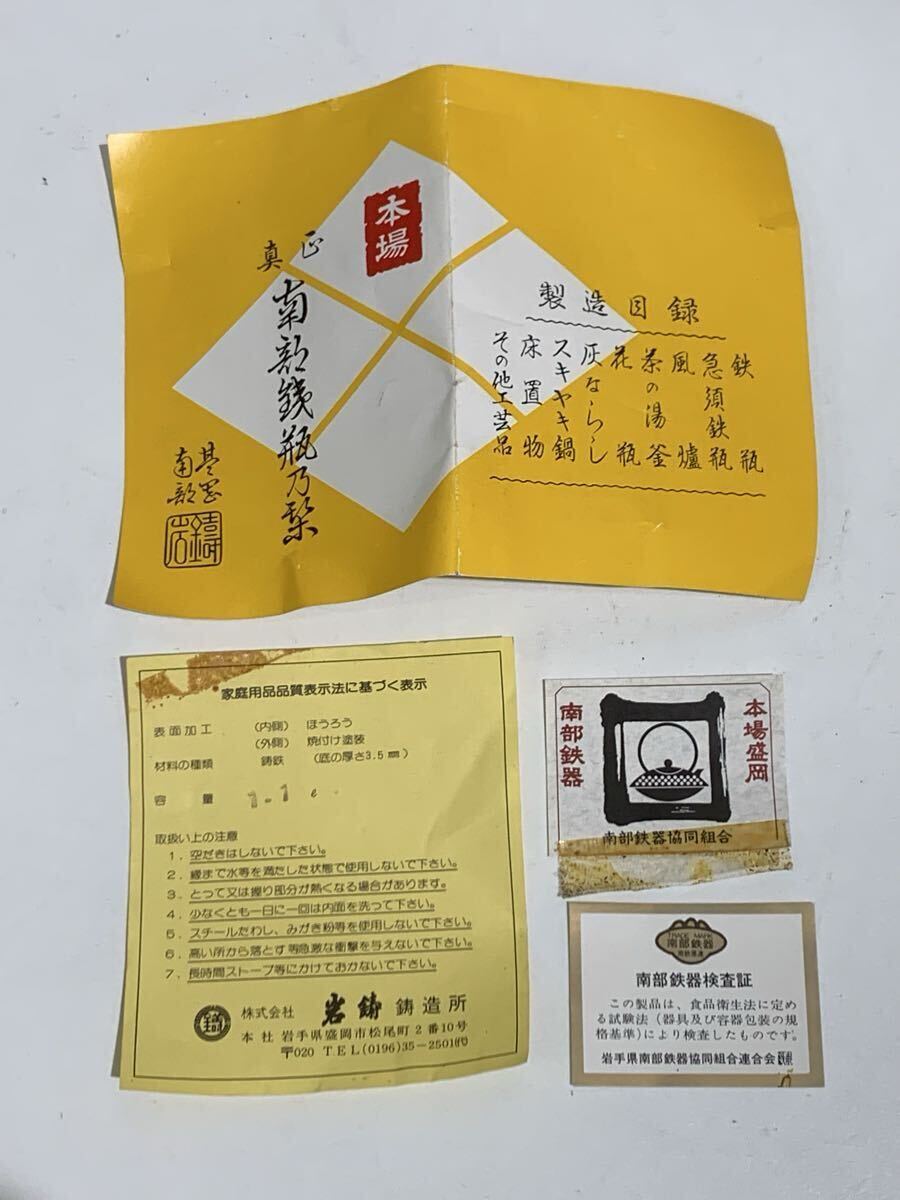 本場
真正
南部鉄瓶乃栞
盛岡
南部
岩鋳
製造目録
鉄瓶
急須鉄瓶
風爐
茶の湯釜
花瓶
灰ならし
スキヤキ鍋
床置物
その他工芸品
家庭用品品質表示法に基づく表示
表面加工 (内側) ほうろう
(外側) 焼付け塗装
材料の種類 鋳鉄 (底の厚さ3.5㎜)
容量 1.1ℓ
取扱い上の注意
1. 空だきはしないで下さい。
2. 縁まで水等を満たした状態で使用しないで下さい。
3. とって又は握り部分が熱くなる場合があります。
4. 少なくとも一日に一回は内面を洗って下さい。
5. スチールたわし、みがき粉等を使用しないで下さい。
6. 高い所から落とす等急激な衝撃を与えないで下さい。
7. 長時間ストーブ等にかけておかないで下さい。
株式会社 岩鋳 鋳造所
本社 岩手県盛岡市松尾町2番10号
〒020 TEL(0196)35-2501㈹
本場盛岡
南部鉄器
南部鉄器協同組合
TRADE MARK
南部鉄器
南部鉄器検査証
この製品は、食品衛生法に定め
る試験法(器具及び容器包装の規
格基準)により検査したものです。
岩手県南部鉄器協同組合連合会